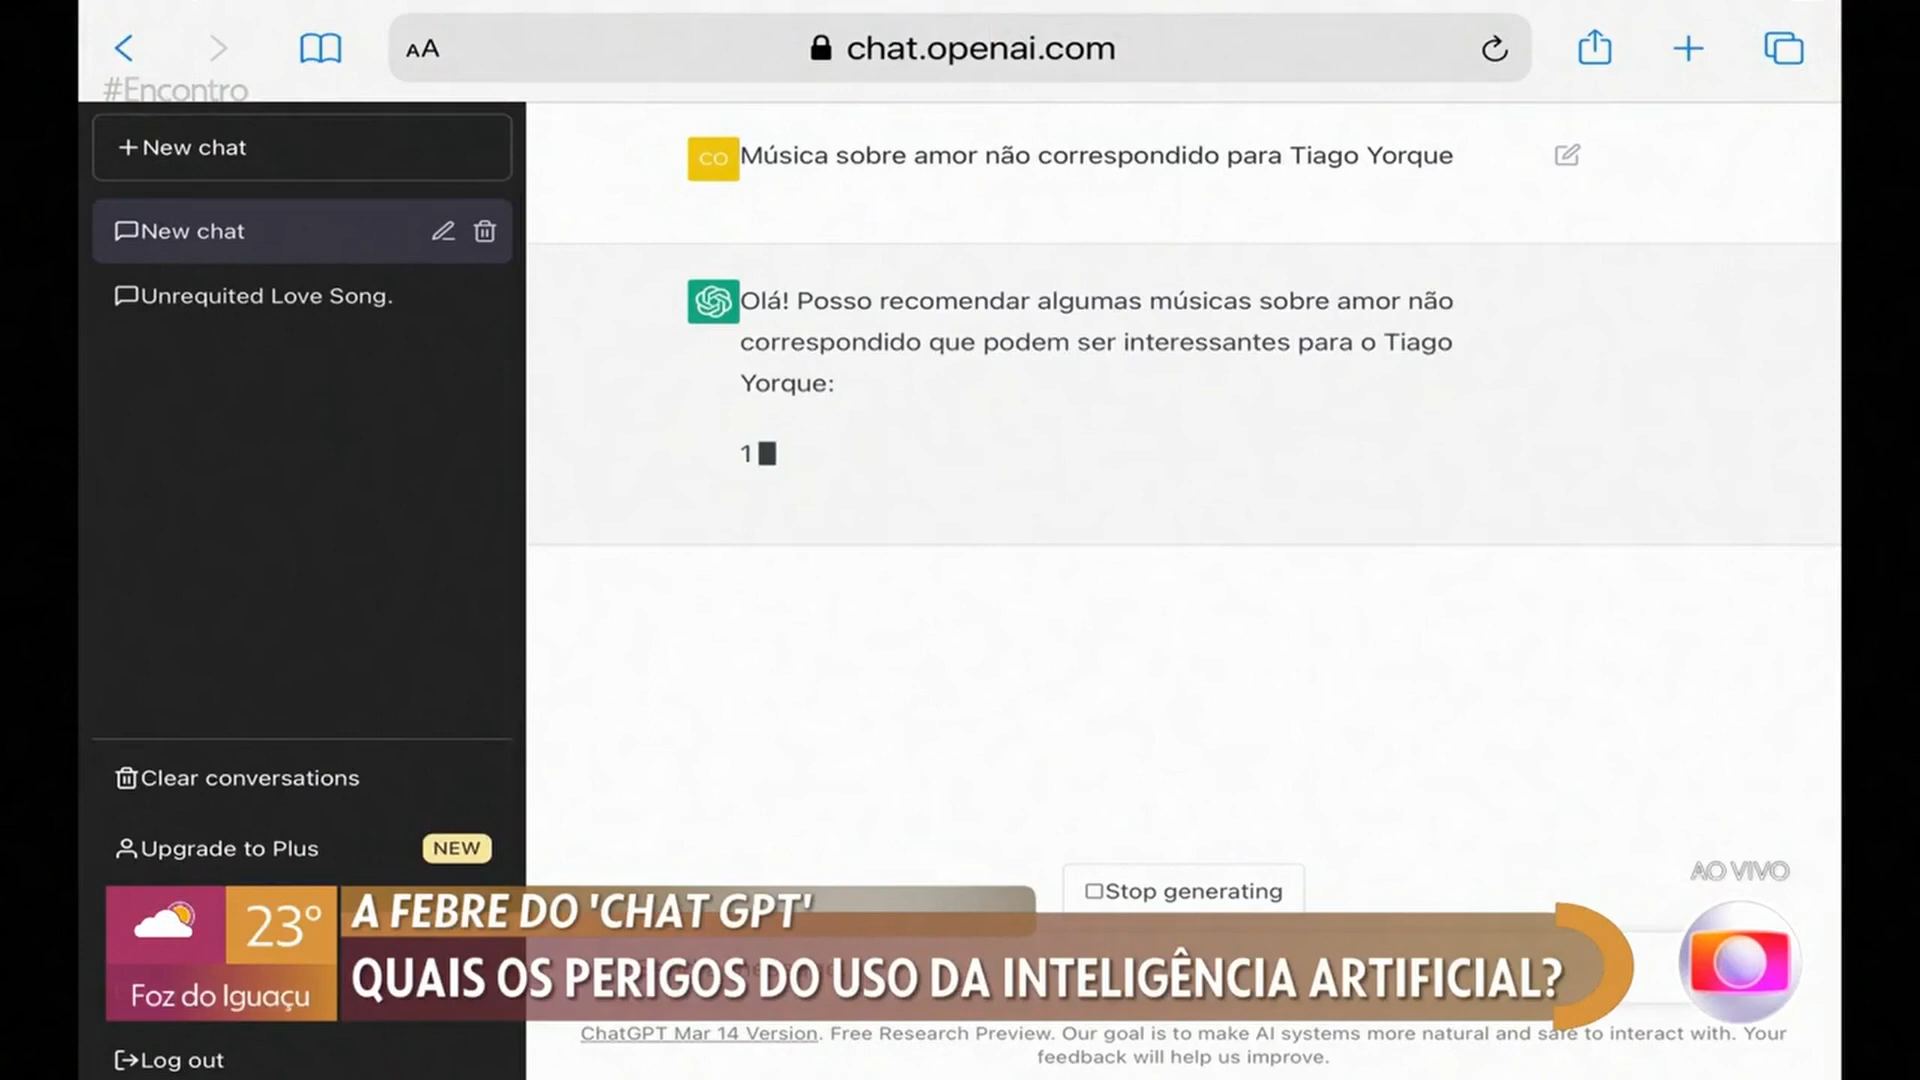 AA
chat.openai.com
#Encontro
+ New chat
New chat
Unrequited Love Song.
CO
Música sobre amor não correspondido para Tiago Yorque
Olá! Posso recomendar algumas músicas sobre amor não
correspondido que podem ser interessantes para o Tiago
Yorque:
1
Clear conversations
Upgrade to Plus
NEW
Stop generating
AO VIVO
23°
Foz do Iguaçu
A FEBRE DO 'CHAT GPT'
QUAIS OS PERIGOS DO USO DA INTELIGÊNCIA ARTIFICIAL?
ChatGPT Mar 14 Version. Free Research Preview. Our goal is to make AI systems more natural and safe to interact with. Your
feedback will help us improve.
Log out